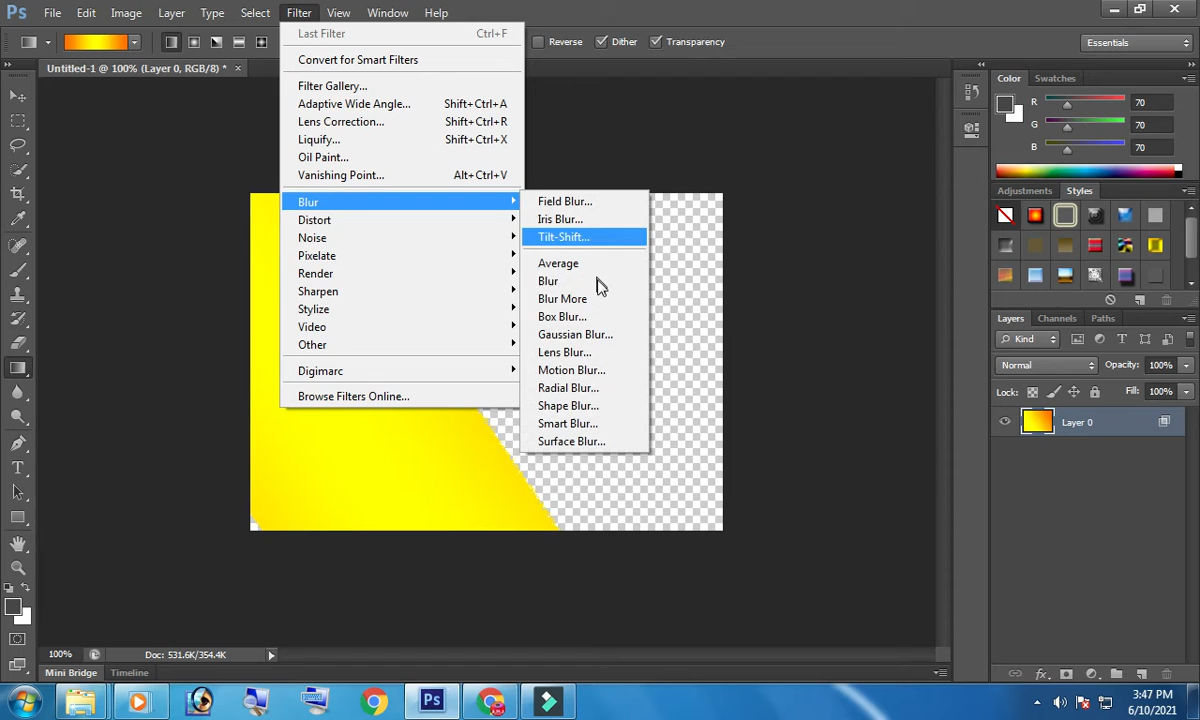 Ps File Edit Image Layer Type Select Filter View Window Help
Reverse Dither Transparency Essentials
Untitled-1 @ 100% (Layer 0, RGB/8) * ×
Last Filter Ctrl+F
Convert for Smart Filters
Filter Gallery...
Adaptive Wide Angle... Shift+Ctrl+A
Lens Correction... Shift+Ctrl+R
Liquify... Shift+Ctrl+X
Oil Paint...
Vanishing Point... Alt+Ctrl+V
Blur
Distort
Noise
Pixelate
Render
Sharpen
Stylize
Video
Other
Digimarc
Browse Filters Online...
Field Blur...
Iris Blur...
Tilt-Shift...
Average
Blur
Blur More
Box Blur...
Gaussian Blur...
Lens Blur...
Motion Blur...
Radial Blur...
Shape Blur...
Smart Blur...
Surface Blur...
Color Swatches
R 70
G 70
B 70
Adjustments Styles
Layers Channels Paths
Kind
Normal Opacity: 100%
Lock: Fill: 100%
Layer 0
100% Doc: 531.6K/354.4K
Mini Bridge Timeline
Ps
3:47 PM
6/10/2021